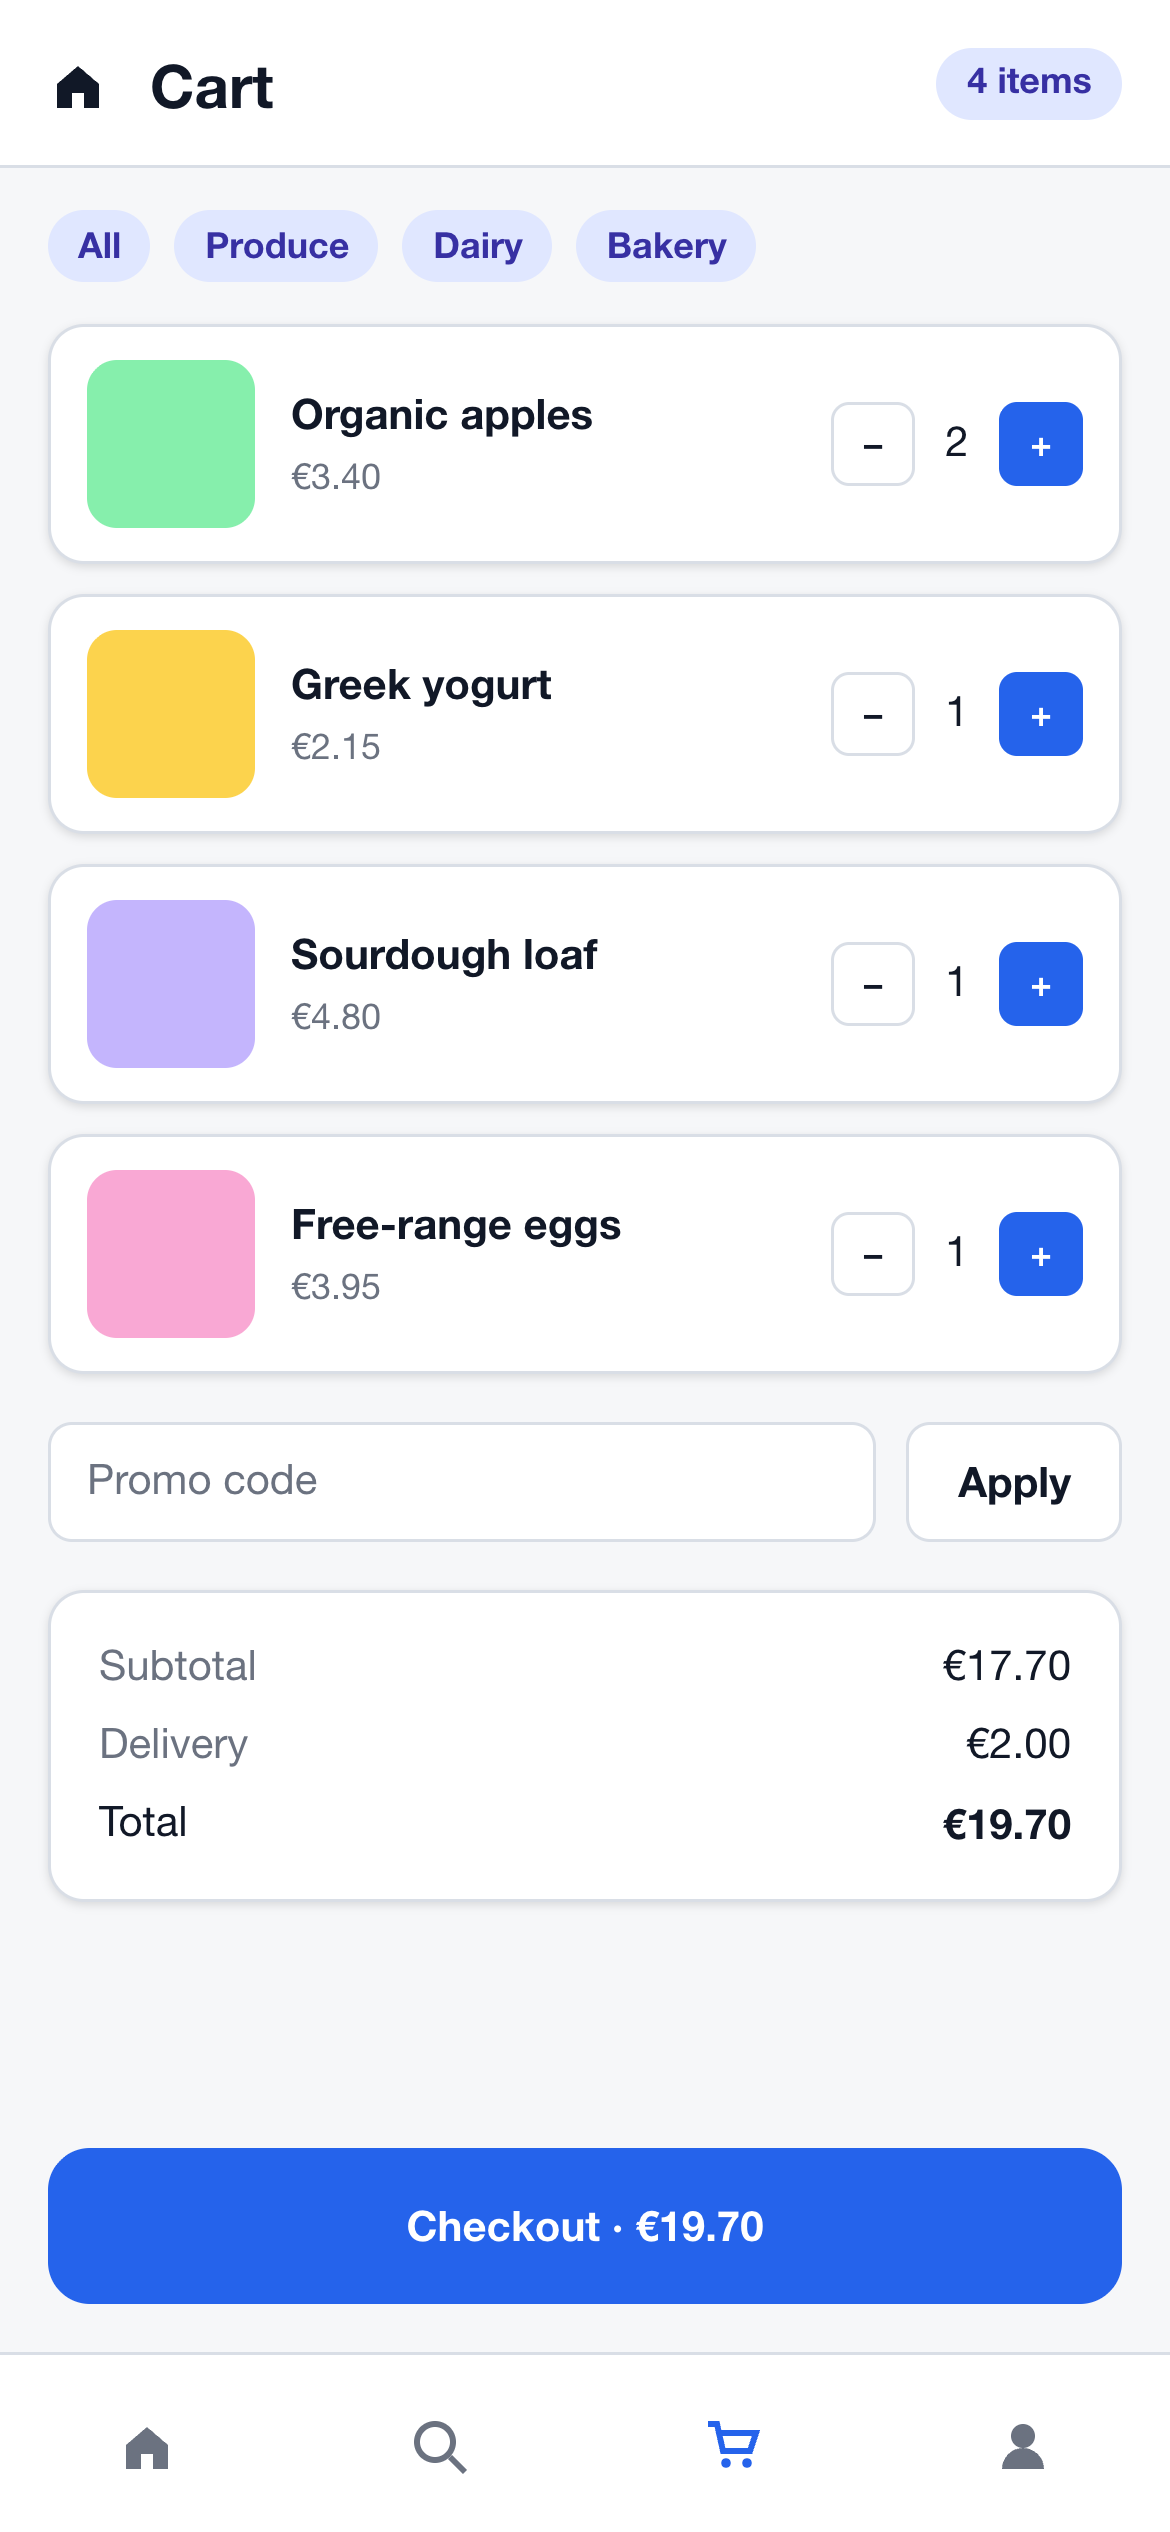 Cart
4 items
All Produce Dairy Bakery
Organic apples
€3.40
− 2 +
Greek yogurt
€2.15
− 1 +
Sourdough loaf
€4.80
− 1 +
Free-range eggs
€3.95
− 1 +
Promo code
Apply
Subtotal €17.70
Delivery €2.00
Total €19.70
Checkout · €19.70